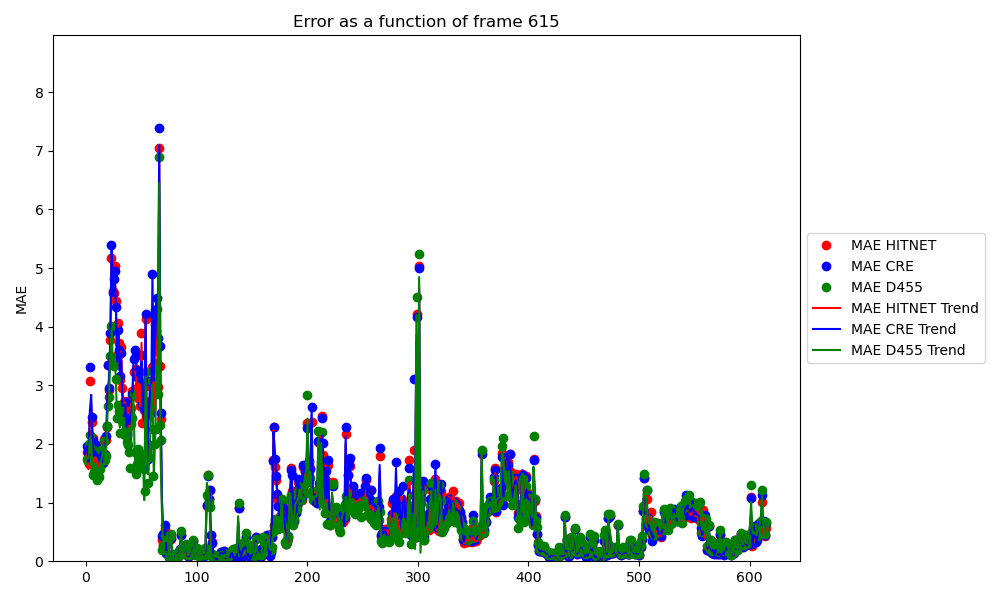 Error as a function of frame 615
MAE
8
7
6
5
4
3
2
1
0
0 100 200 300 400 500 600
MAE HITNET
MAE CRE
MAE D455
MAE HITNET Trend
MAE CRE Trend
MAE D455 Trend